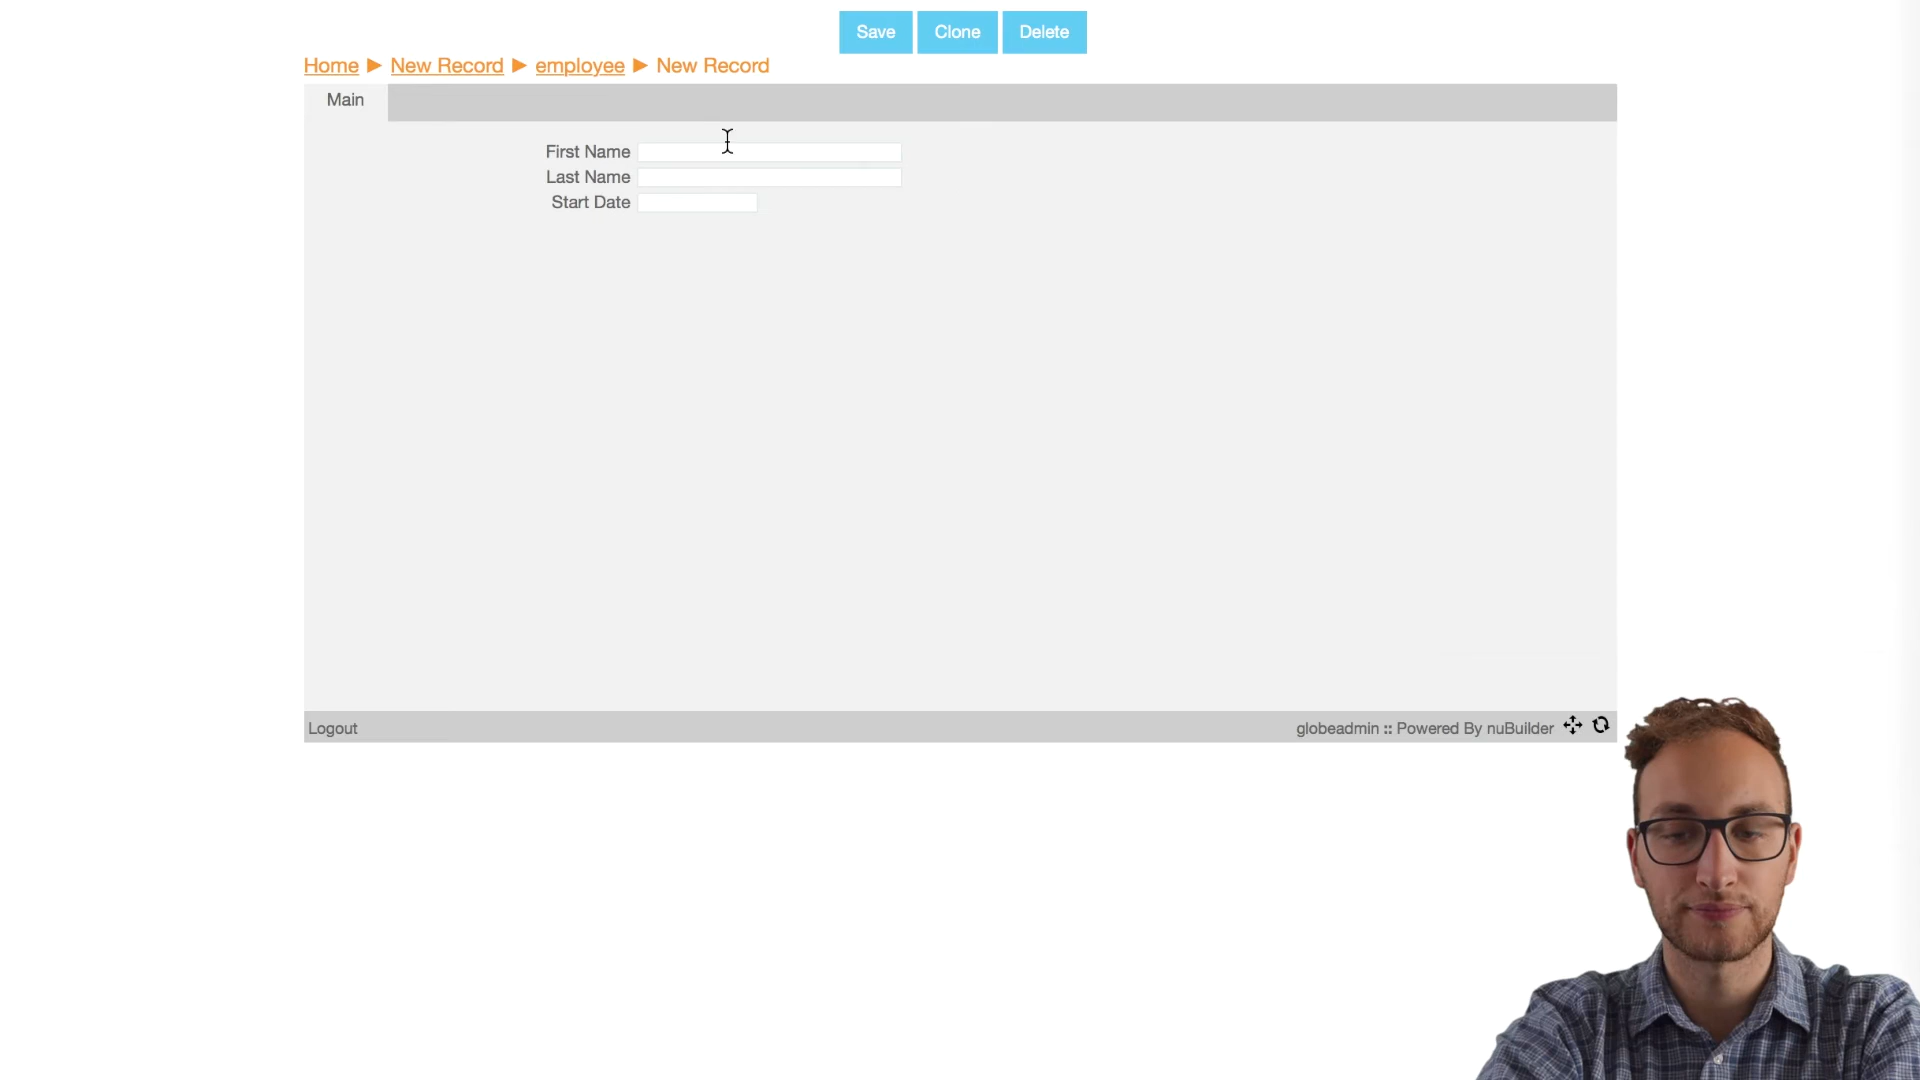 Save Clone Delete
Home ► New Record ► employee ► New Record
Main
First Name
Last Name
Start Date
Logout globeadmin :: Powered By nuBuilder